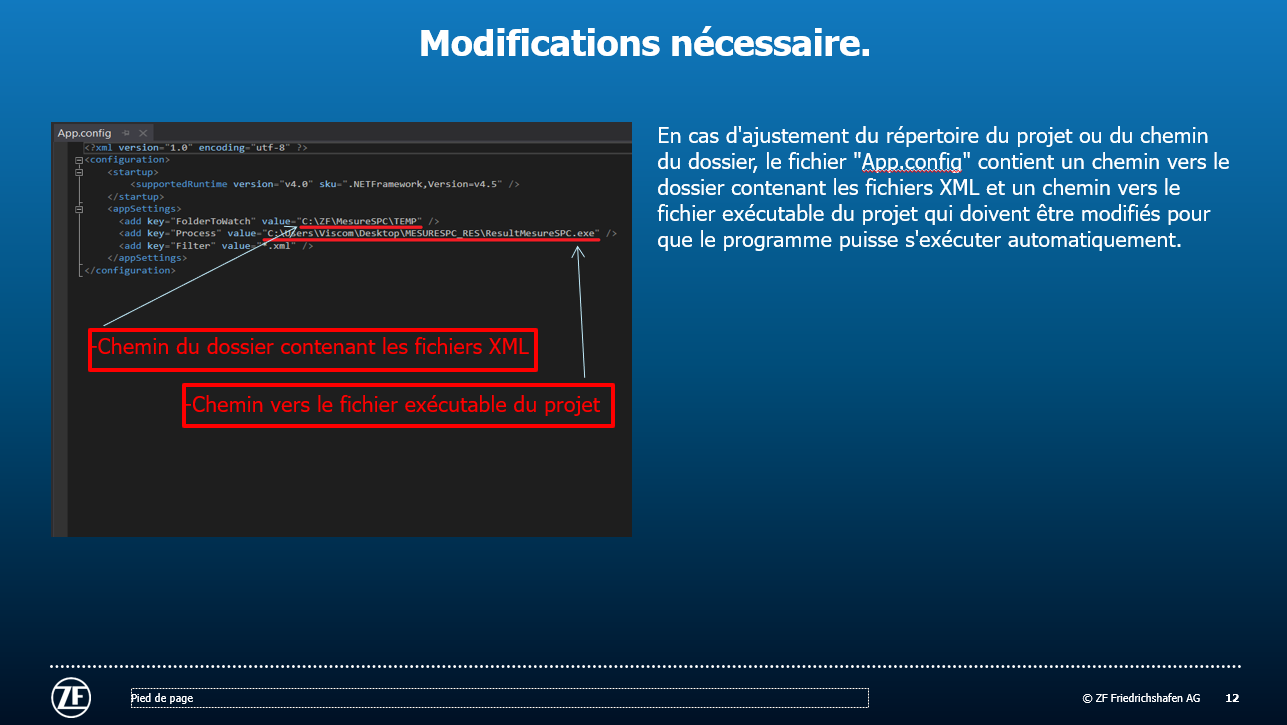 Modifications nécessaire.
App.config
<?xml version="1.0" encoding="utf-8" ?>
<configuration>
<startup>
<supportedRuntime version="v4.0" sku=".NETFramework,Version=v4.5" />
</startup>
<appSettings>
<add key="FolderToWatch" value="C:\ZF\MesureSPC\TEMP" />
<add key="Process" value="C:\Users\Viscom\Desktop\MESURESPC_RES\ResultMesureSPC.exe" />
<add key="Filter" value="*.xml" />
</appSettings>
</configuration>
-Chemin du dossier contenant les fichiers XML
-Chemin vers le fichier exécutable du projet
En cas d'ajustement du répertoire du projet ou du chemin
du dossier, le fichier "App.config" contient un chemin vers le
dossier contenant les fichiers XML et un chemin vers le
fichier exécutable du projet qui doivent être modifiés pour
que le programme puisse s'exécuter automatiquement.
ZF
Pied de page
© ZF Friedrichshafen AG
12